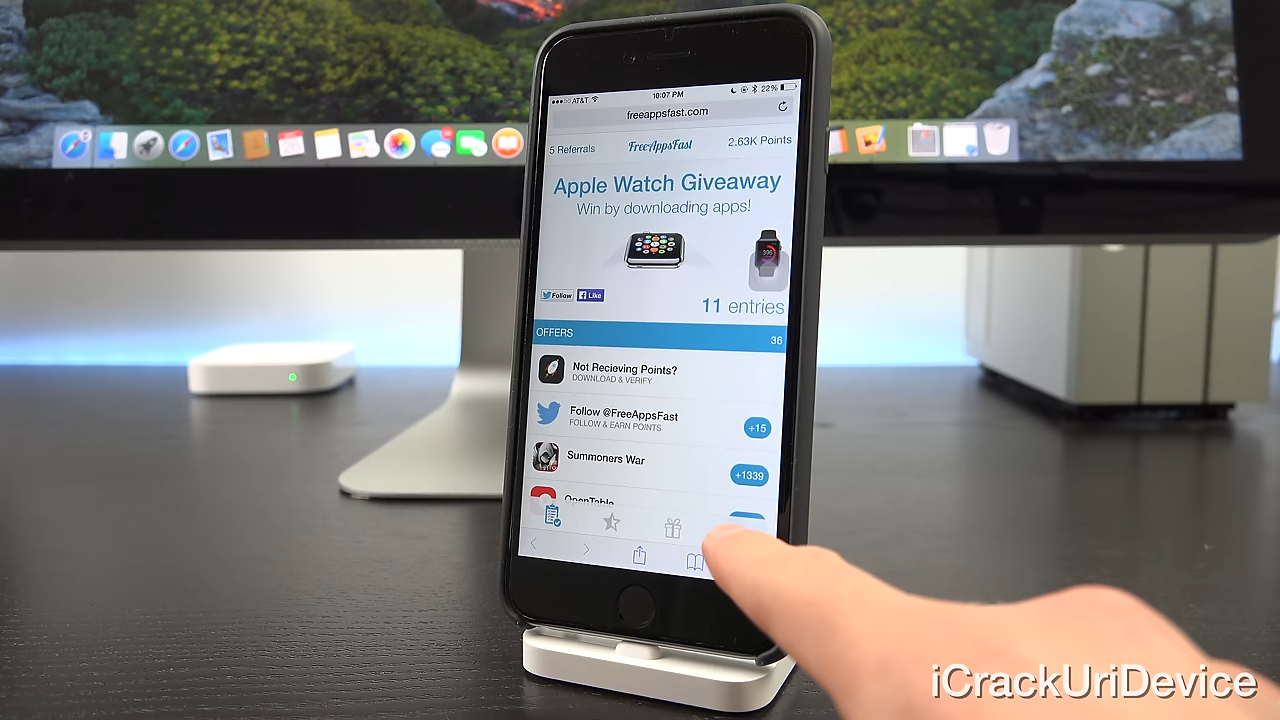 ●●●○○ AT&T 10:07 PM 22%
freeappsfast.com
5 Referrals FreeAppsFast 2.63K Points
Apple Watch Giveaway
Win by downloading apps!
Follow Like
11 entries
OFFERS 36
Not Recieving Points?
DOWNLOAD & VERIFY
Follow @FreeAppsFast
FOLLOW & EARN POINTS
+15
Summoners War
+1339
OpenTable
iCrackUriDevice